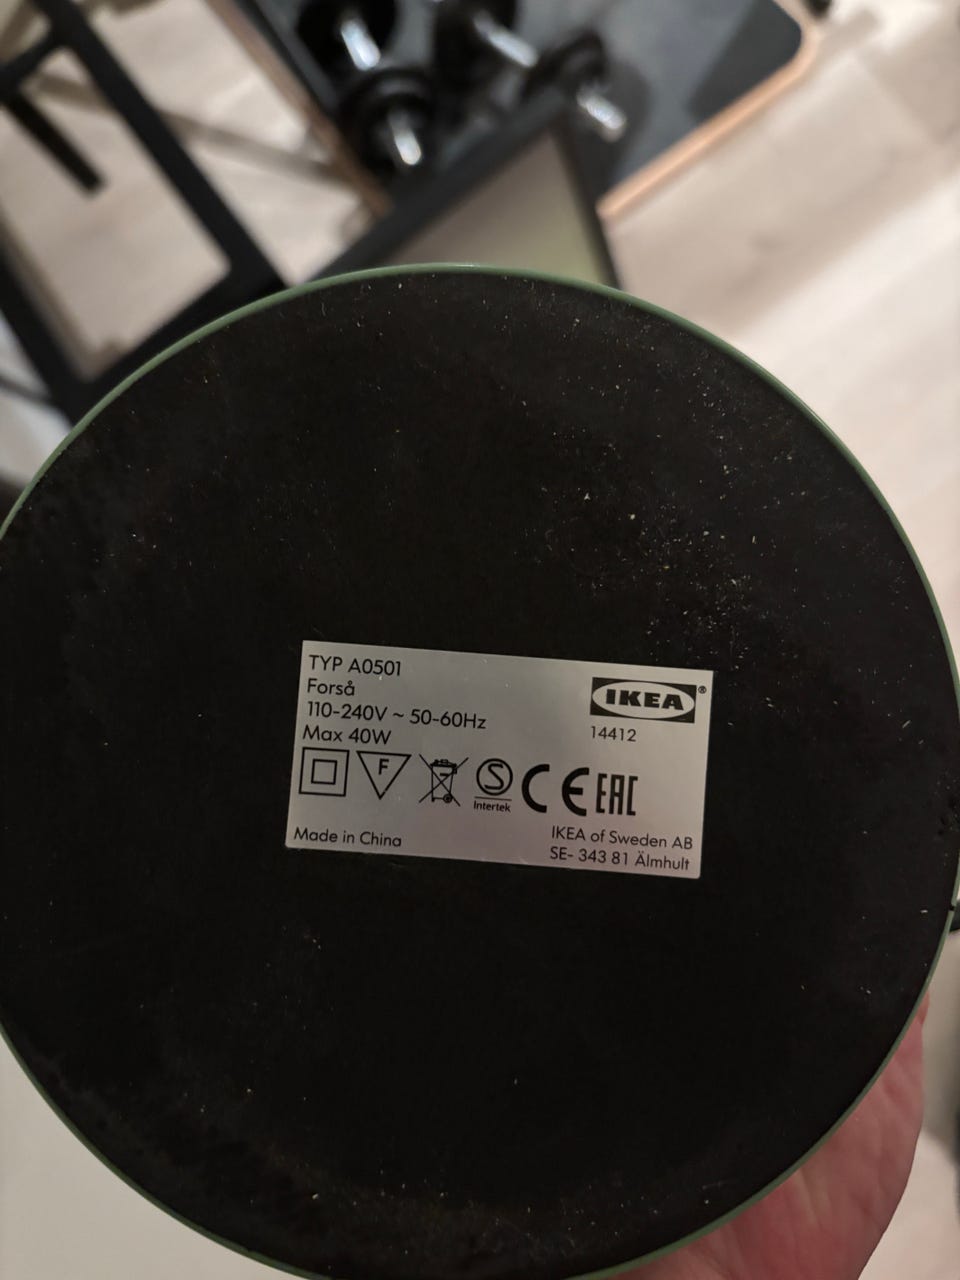 TYP A0501
Forså
110-240V ~ 50-60Hz
Max 40W
IKEA®
14412
F
S
Intertek
CE EAC
Made in China
IKEA of Sweden AB
SE- 343 81 Älmhult